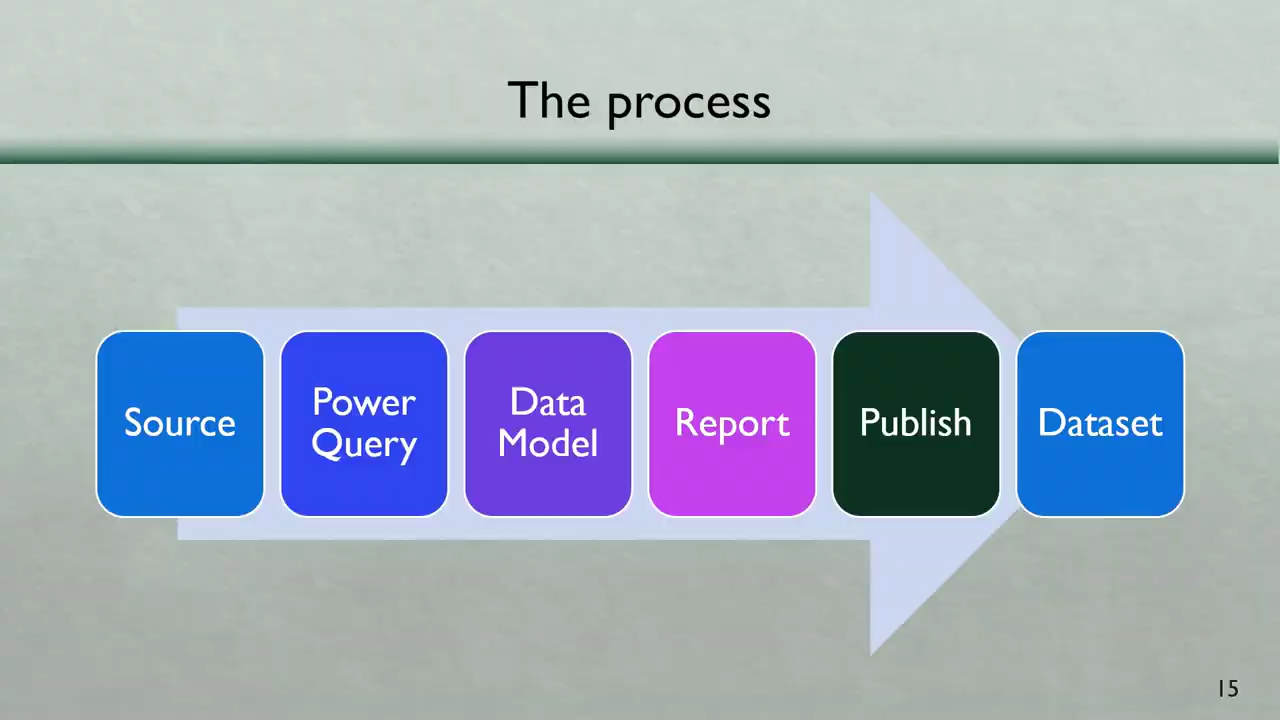 The process
Source
Power
Query
Data
Model
Report
Publish
Dataset
15